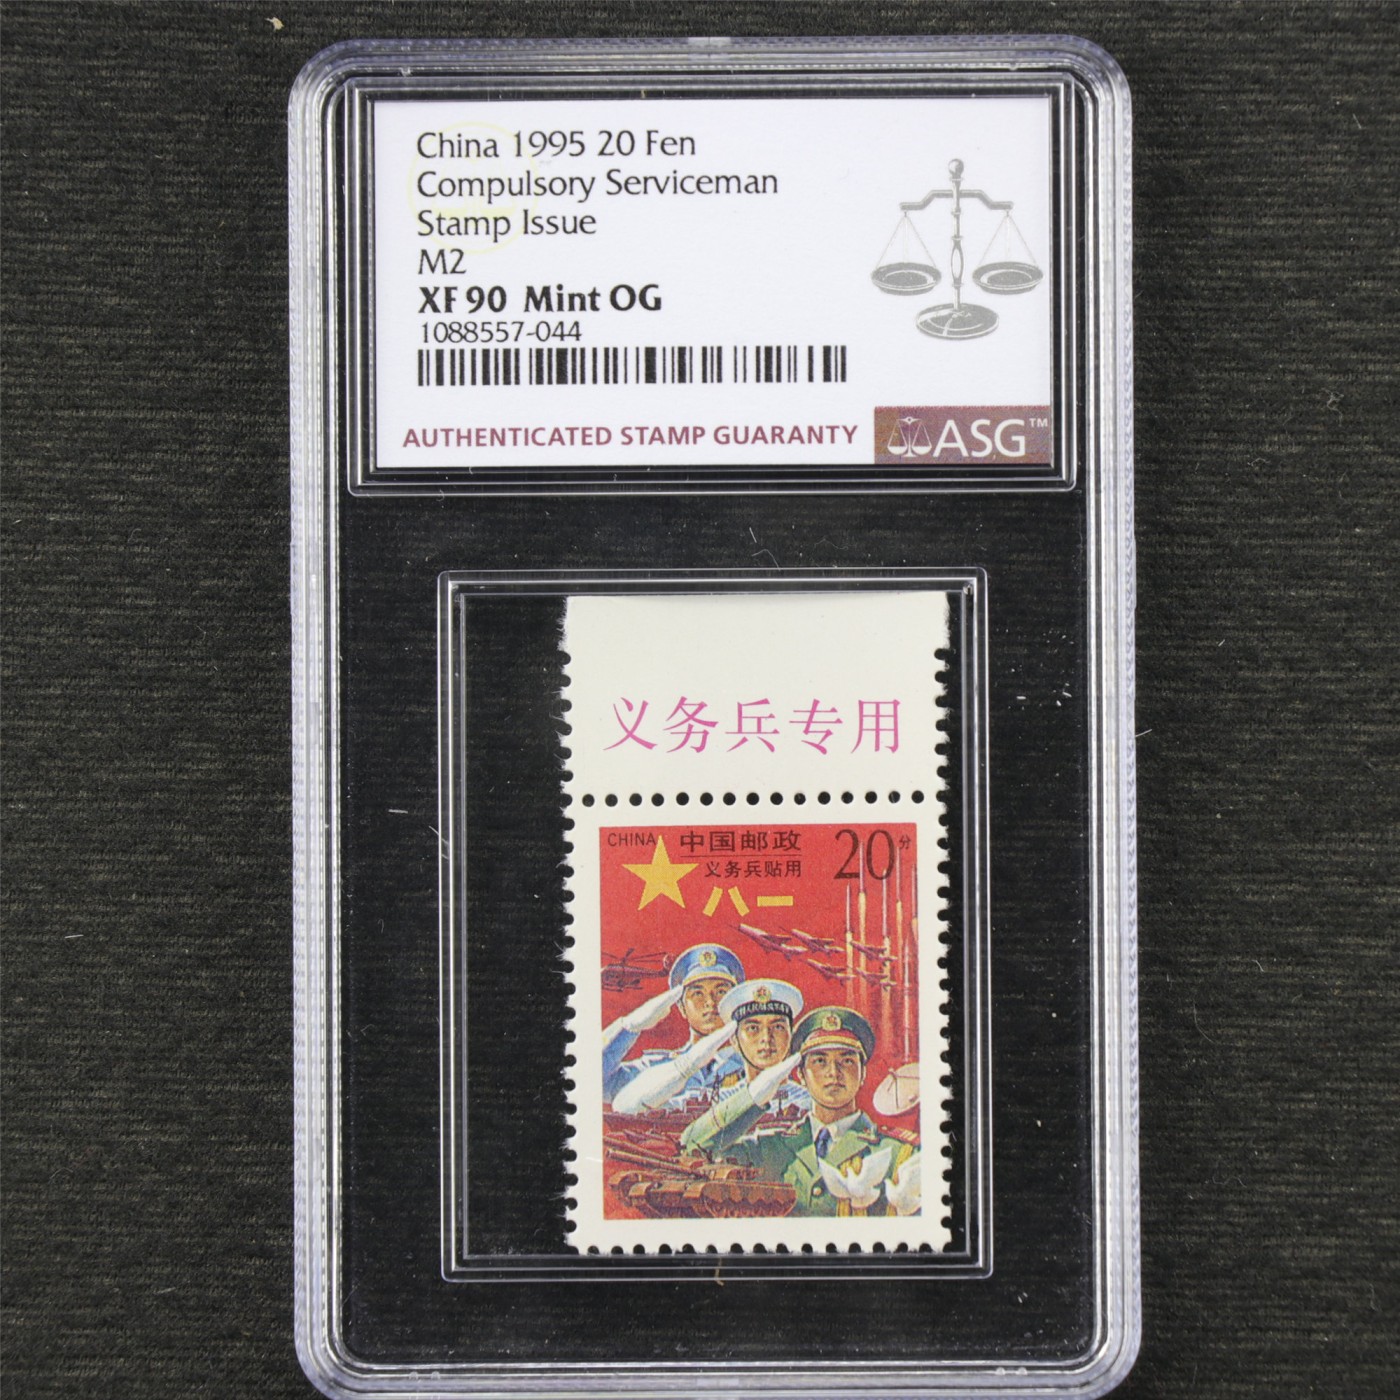 China 1995 20 Fen
Compulsory Serviceman
Stamp Issue
M2
XF 90 Mint OG
1088557-044
AUTHENTICATED STAMP GUARANTY
ASG™
义务兵专用
CHINA 中国邮政 20分
义务兵贴用
八一